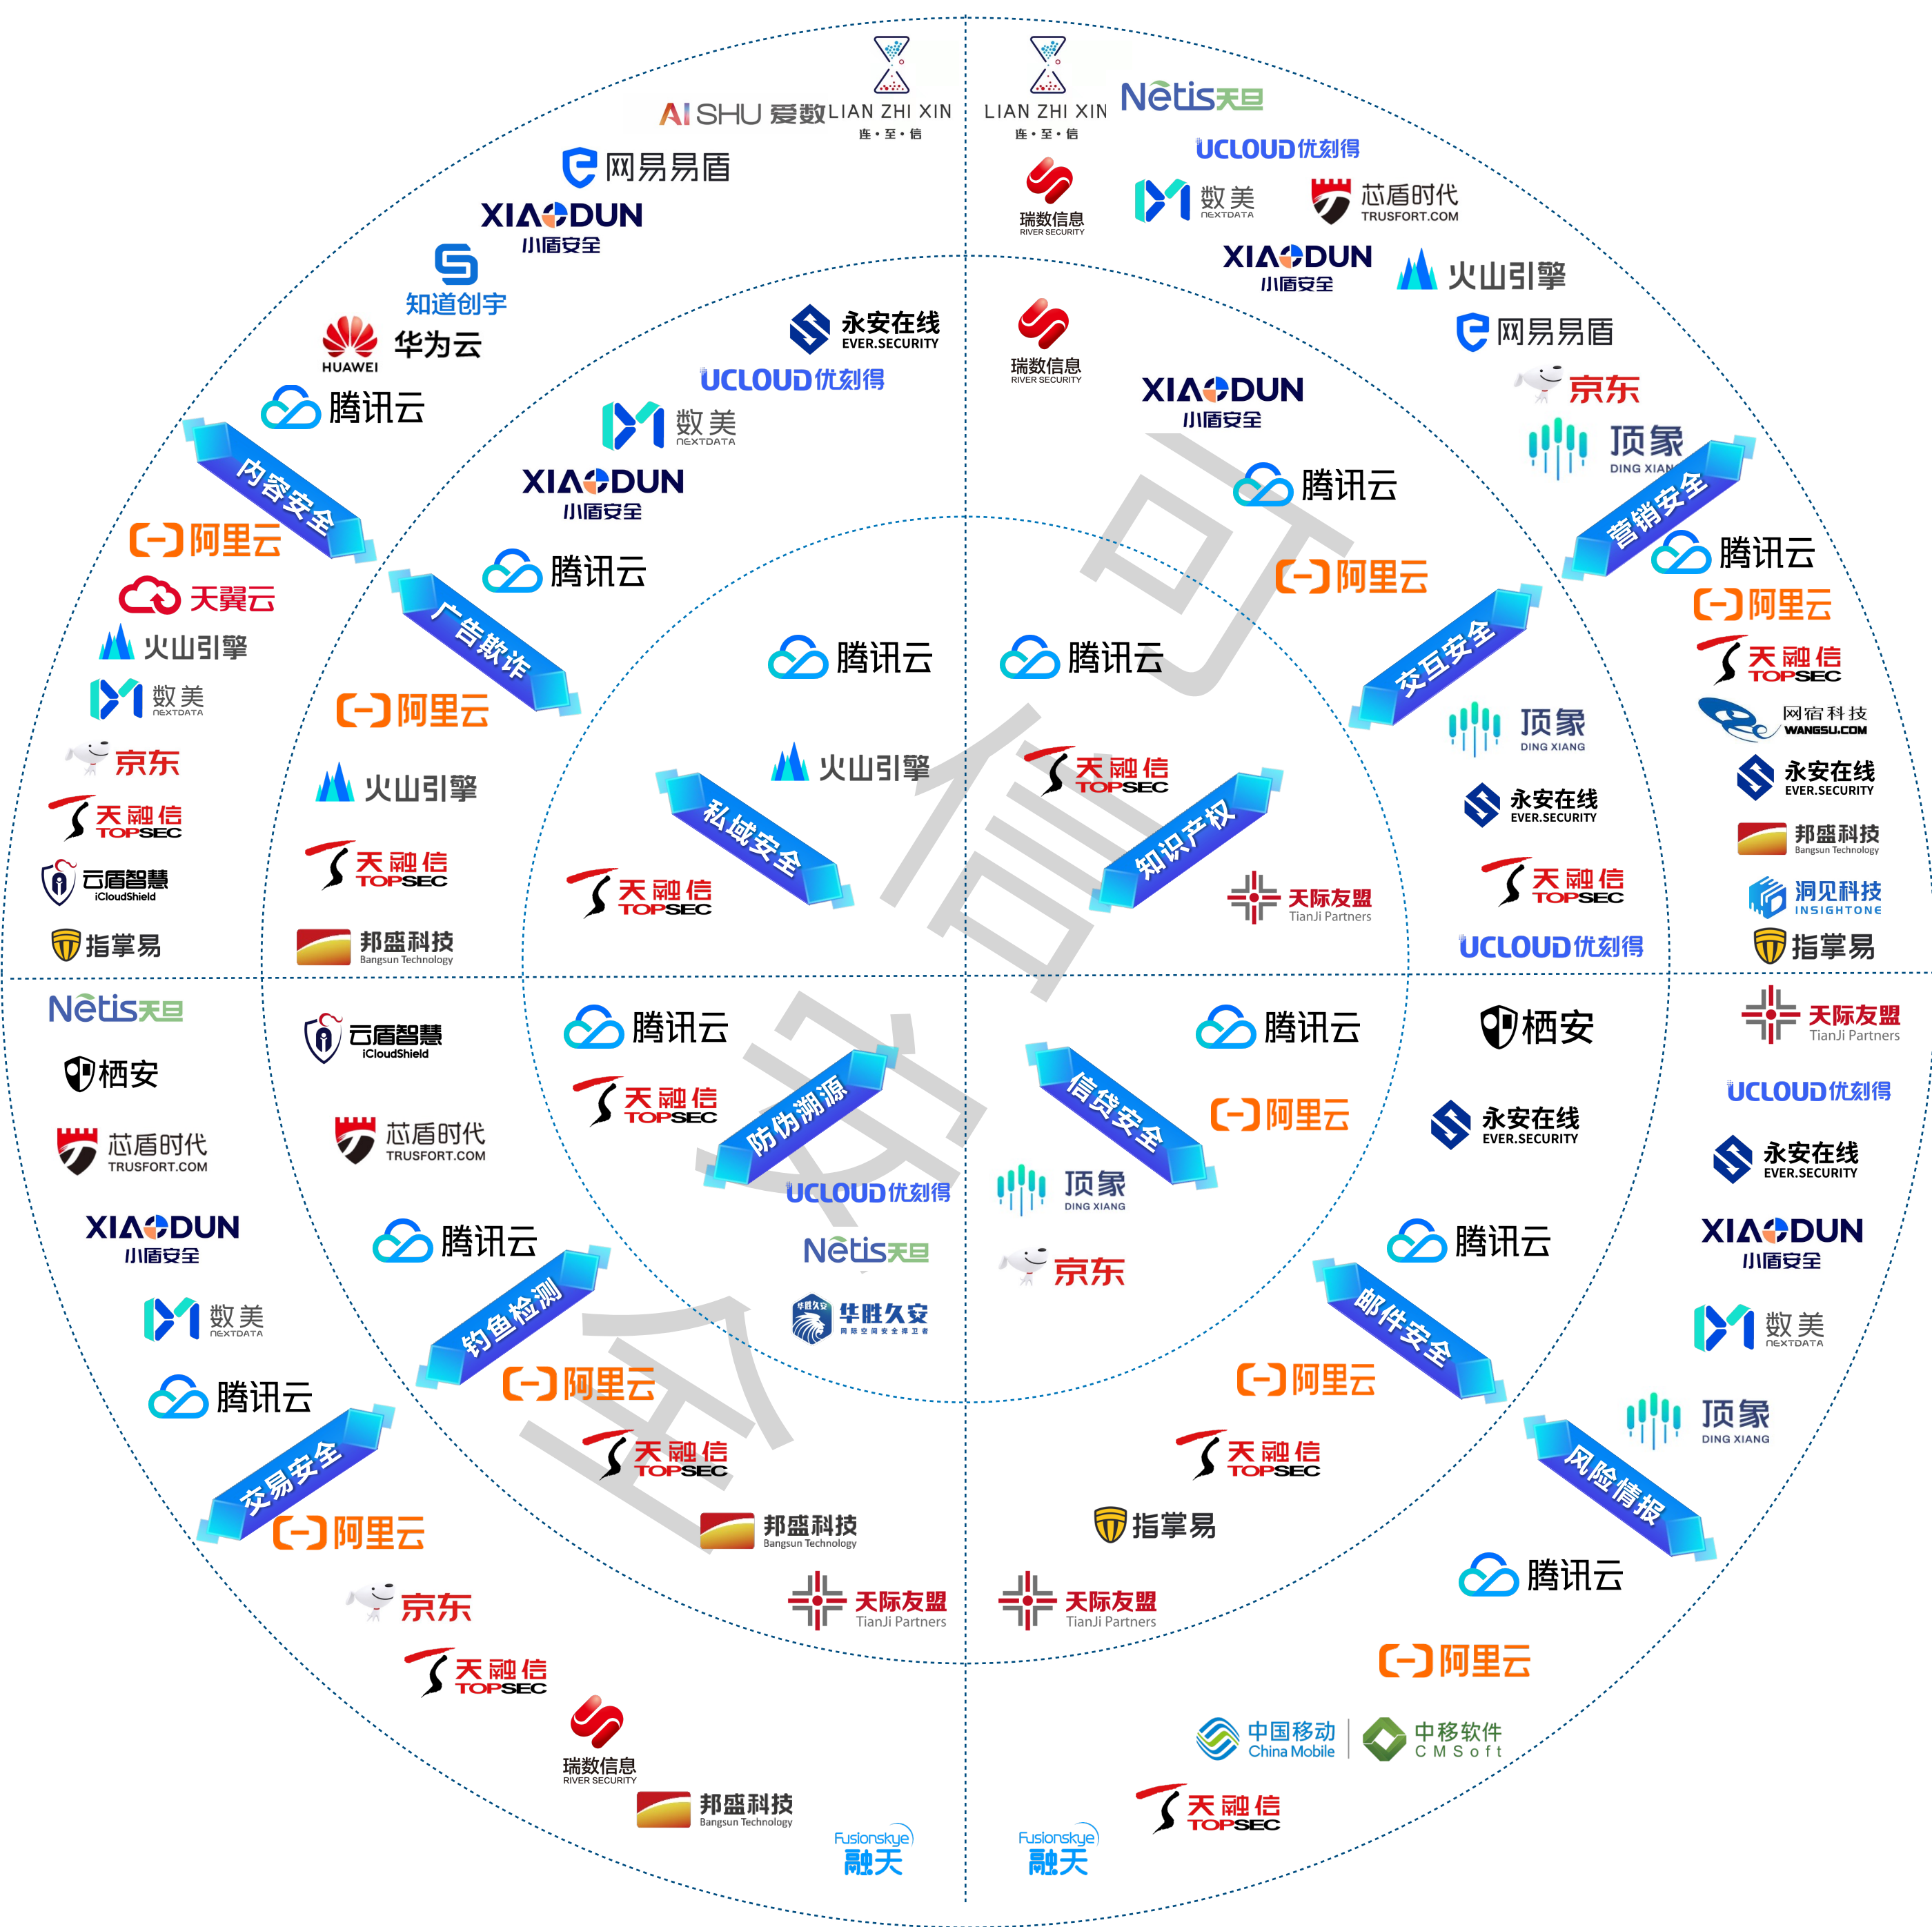 LIAN ZHI XIN
连·至·信
AISHU 爱数
网易易盾
XIAODUN
小盾安全
知道创宇
HUAWEI
华为云
腾讯云
内容安全
阿里云
天翼云
火山引擎
数美
NEXTDATA
京东
天融信
TOPSEC
云盾智慧
iCloudShield
指掌易
永安在线
EVER.SECURITY
UCLOUD优刻得
数美
NEXTDATA
XIAODUN
小盾安全
腾讯云
广告欺诈
阿里云
火山引擎
天融信
TOPSEC
邦盛科技
Bangsun Technology
腾讯云
火山引擎
私域安全
天融信
TOPSEC
LIAN ZHI XIN
连·至·信
Netis天旦
UCLOUD优刻得
瑞数信息
RIVER SECURITY
数美
NEXTDATA
芯盾时代
TRUSFORT.COM
XIAODUN
小盾安全
火山引擎
网易易盾
京东
顶象
DING XIANG
营销安全
腾讯云
阿里云
天融信
TOPSEC
网宿科技
WANGSU.COM
永安在线
EVER.SECURITY
邦盛科技
Bangsun Technology
洞见科技
INSIGHTONE
指掌易
瑞数信息
RIVER SECURITY
XIAODUN
小盾安全
腾讯云
阿里云
交互安全
顶象
DING XIANG
永安在线
EVER.SECURITY
天融信
TOPSEC
UCLOUD优刻得
腾讯云
天融信
TOPSEC
知识产权
天际友盟
TianJi Partners
可信安全
Netis天旦
栖安
芯盾时代
TRUSFORT.COM
XIAODUN
小盾安全
数美
NEXTDATA
腾讯云
交易安全
阿里云
京东
天融信
TOPSEC
瑞数信息
RIVER SECURITY
邦盛科技
Bangsun Technology
Fusionskye
融天
云盾智慧
iCloudShield
芯盾时代
TRUSFORT.COM
腾讯云
钓鱼检测
阿里云
天融信
TOPSEC
邦盛科技
Bangsun Technology
天际友盟
TianJi Partners
腾讯云
天融信
TOPSEC
防伪溯源
UCLOUD优刻得
Netis天旦
华胜久安
华胜久安
网际空间安全捍卫者
腾讯云
信贷安全
阿里云
顶象
DING XIANG
京东
栖安
永安在线
EVER.SECURITY
腾讯云
邮件安全
阿里云
天融信
TOPSEC
指掌易
天际友盟
TianJi Partners
天际友盟
TianJi Partners
UCLOUD优刻得
永安在线
EVER.SECURITY
XIAODUN
小盾安全
数美
NEXTDATA
顶象
DING XIANG
风险情报
腾讯云
阿里云
中国移动
China Mobile
中移软件
CMSoft
天融信
TOPSEC
Fusionskye
融天